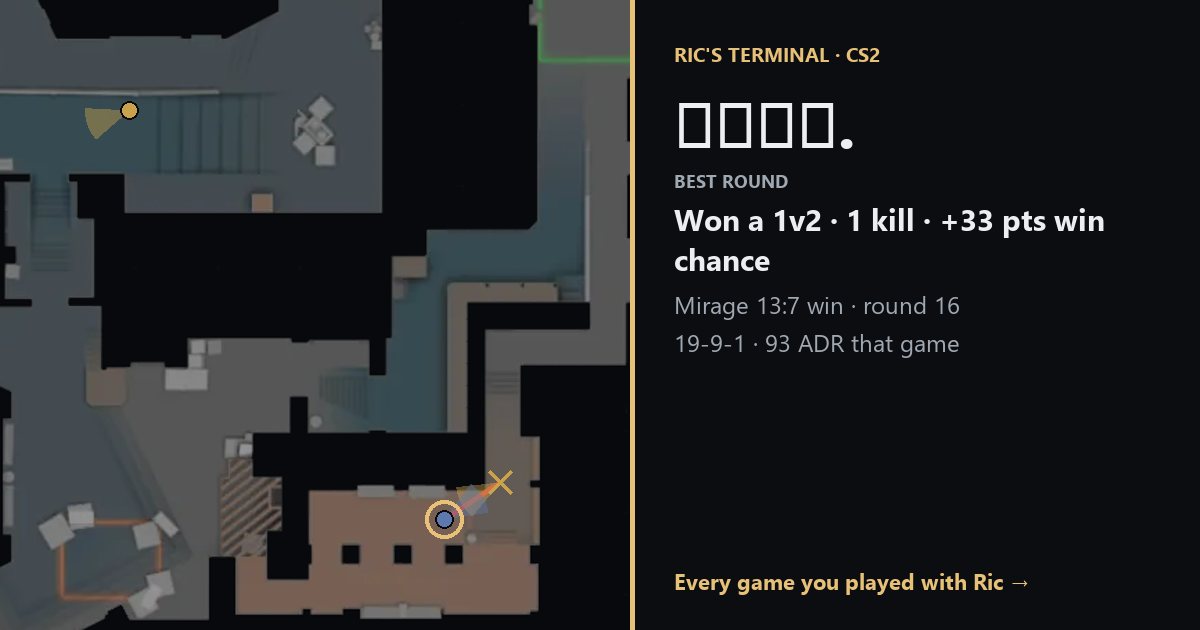 RIC'S TERMINAL · CS2
□□□□.
BEST ROUND
Won a 1v2 · 1 kill · +33 pts win
chance
Mirage 13:7 win · round 16
19-9-1 · 93 ADR that game
Every game you played with Ric →